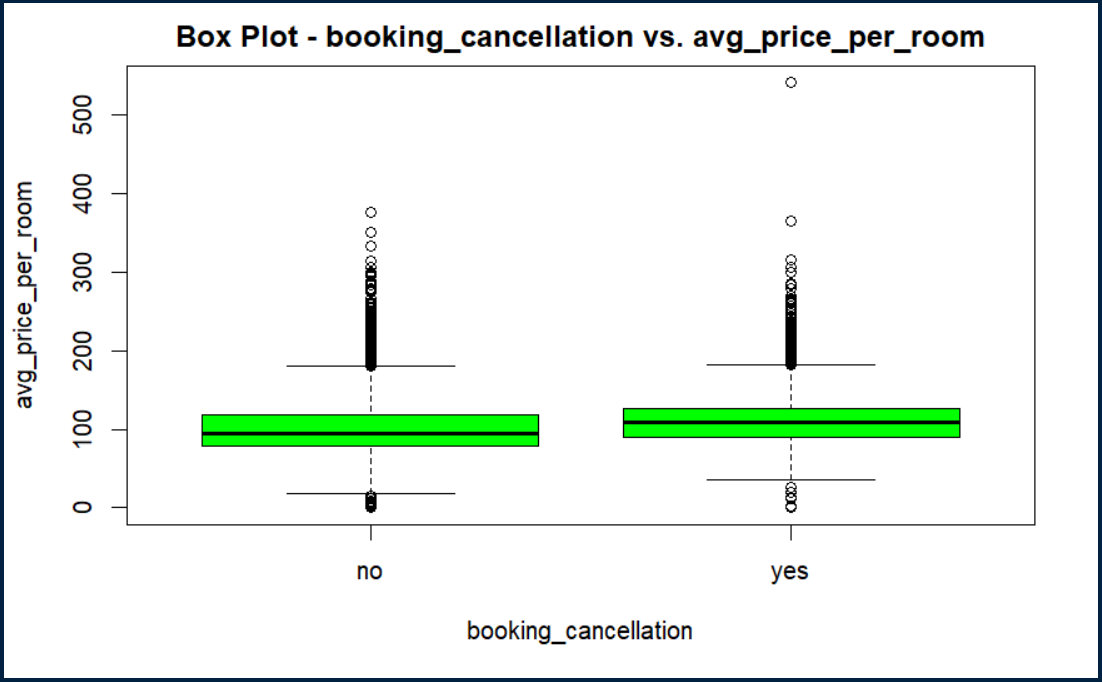 Box Plot - booking_cancellation vs. avg_price_per_room
avg_price_per_room
500
400
300
200
100
0
no
yes
booking_cancellation